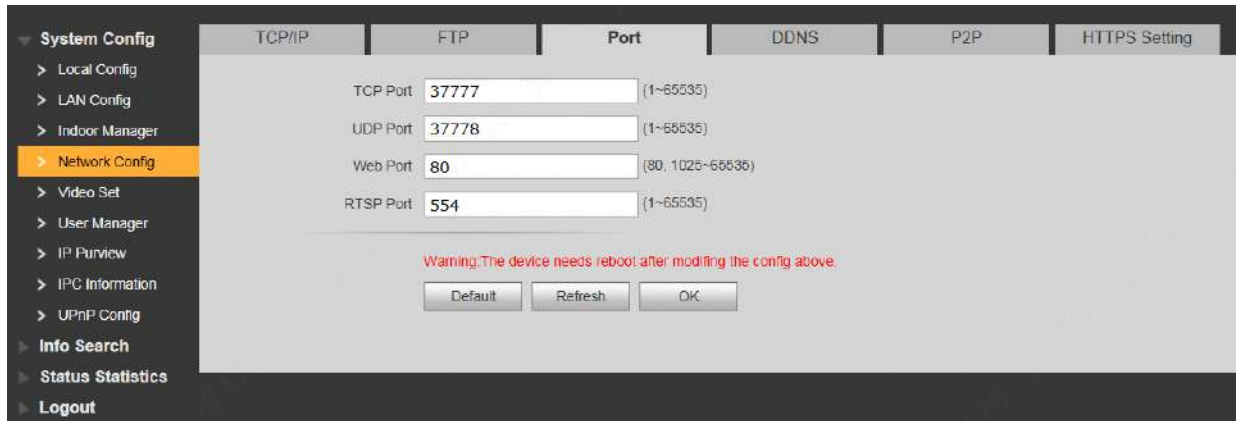 System Config
Local Config
LAN Config
Indoor Manager
Network Config
Video Set
User Manager
IP Purview
IPC Information
UPnP Config
Info Search
Status Statistics
Logout
TCP/IP FTP Port DDNS P2P HTTPS Setting
TCP Port 37777 (1~65535)
UDP Port 37778 (1~65535)
Web Port 80 (80, 1025~65535)
RTSP Port 554 (1~65535)
Warning:The device needs reboot after modifing the config above.
Default Refresh OK